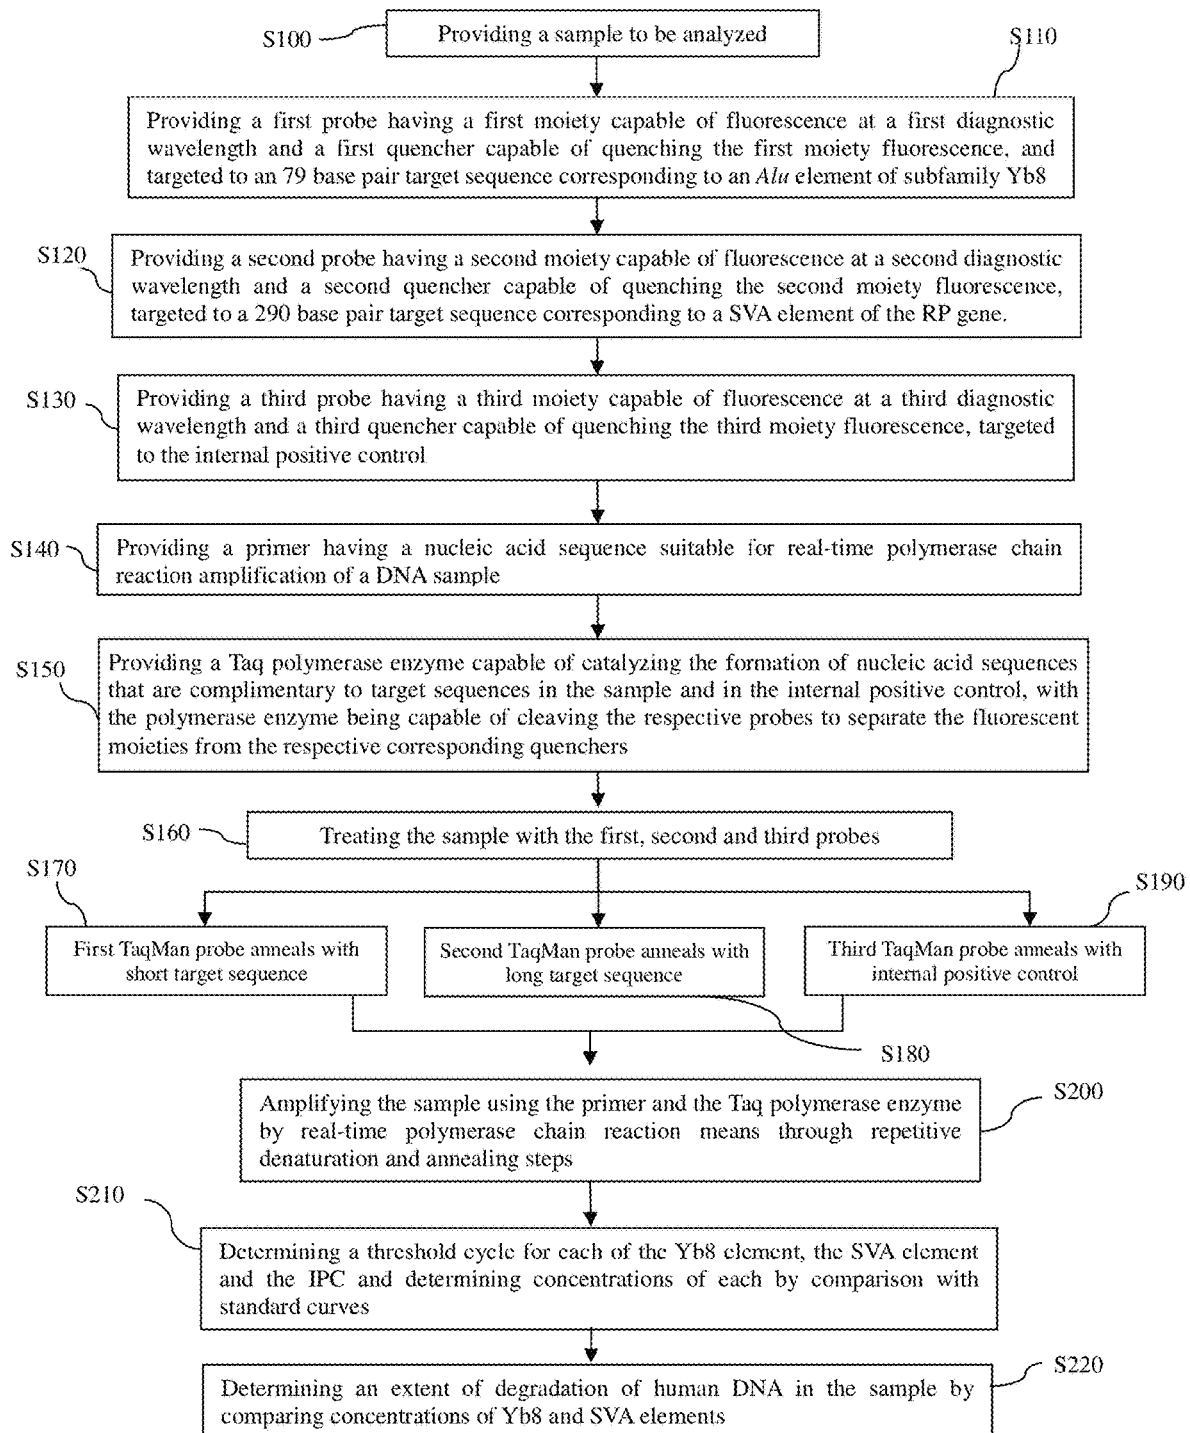 S100
Providing a sample to be analyzed
S110
Providing a first probe having a first moiety capable of fluorescence at a first diagnostic
wavelength and a first quencher capable of quenching the first moiety fluorescence, and
targeted to an 79 base pair target sequence corresponding to an Alu element of subfamily Yb8
S120
Providing a second probe having a second moiety capable of fluorescence at a second diagnostic
wavelength and a second quencher capable of quenching the second moiety fluorescence,
targeted to a 290 base pair target sequence corresponding to a SVA element of the RP gene.
S130
Providing a third probe having a third moiety capable of fluorescence at a third diagnostic
wavelength and a third quencher capable of quenching the third moiety fluorescence, targeted
to the internal positive control
S140
Providing a primer having a nucleic acid sequence suitable for real-time polymerase chain
reaction amplification of a DNA sample
S150
Providing a Taq polymerase enzyme capable of catalyzing the formation of nucleic acid sequences
that are complimentary to target sequences in the sample and in the internal positive control, with
the polymerase enzyme being capable of cleaving the respective probes to separate the fluorescent
moieties from the respective corresponding quenchers
S160
Treating the sample with the first, second and third probes
S170
First TaqMan probe anneals with
short target sequence
Second TaqMan probe anneals with
long target sequence
S180
S190
Third TaqMan probe anneals with
internal positive control
S200
Amplifying the sample using the primer and the Taq polymerase enzyme
by real-time polymerase chain reaction means through repetitive
denaturation and annealing steps
S210
Determining a threshold cycle for each of the Yb8 element, the SVA element
and the IPC and determining concentrations of each by comparison with
standard curves
S220
Determining an extent of degradation of human DNA in the sample by
comparing concentrations of Yb8 and SVA elements